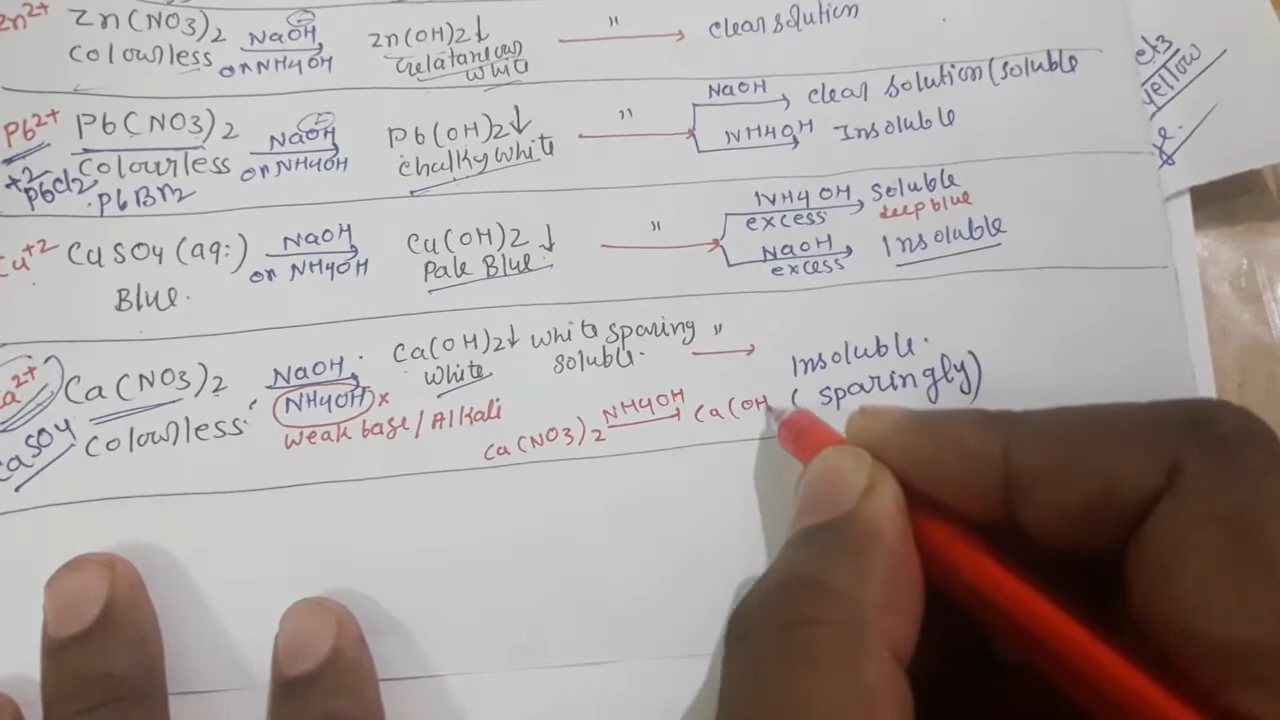 Zn2+ Zn(NO3)2 NaOH Zn(OH)2↓ " clear solution
Colourless or NH4OH Gelataneous
white
Pb2+ Pb(NO3)2 NaOH Pb(OH)2↓ " NaOH clear solution (soluble
+2 Colourless or NH4OH chalky white NH4OH Insoluble
PbCl2 PbBr2
Cu+2 CuSO4 (aq:) NaOH Cu(OH)2↓ " NH4OH excess soluble
Blue. or NH4OH Pale Blue. deep blue
NaOH excess Insoluble
Ca2+ Ca(NO3)2 NaOH. Ca(OH)2↓ white sparing " Insoluble.
colourless NH4OH x white soluble. (sparingly)
CaSO4 weak base/Alkali
Ca(NO3)2 NH4OH Ca(OH
yellow